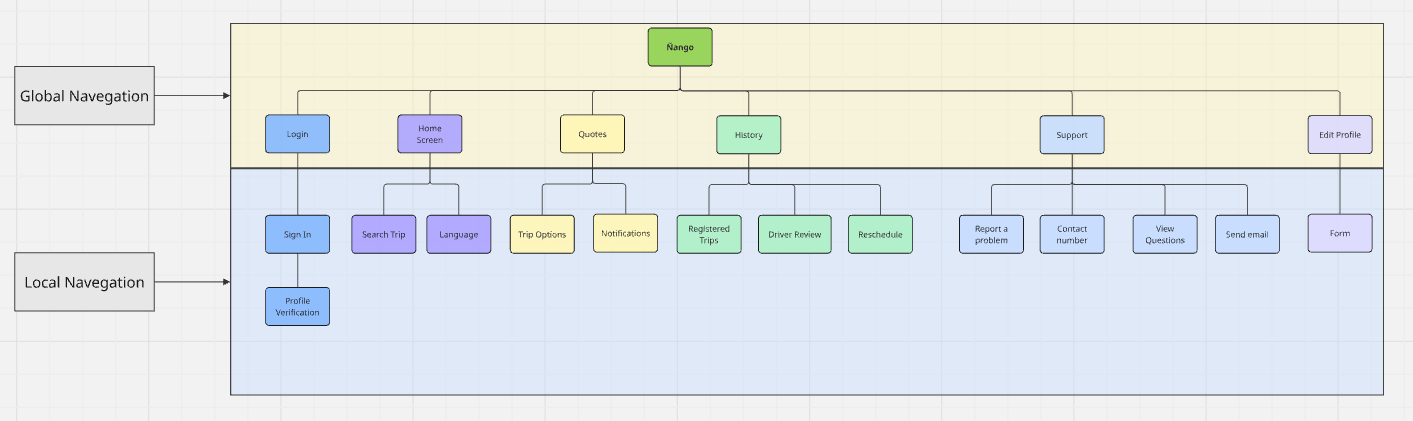 Ñango
Global Navegation
Login
Home
Screen
Quotes
History
Support
Edit Profile
Sign In
Search Trip
Language
Trip Options
Notifications
Registered
Trips
Driver Review
Reschedule
Report a
problem
Contact
number
View
Questions
Send email
Form
Local Navegation
Profile
Verification